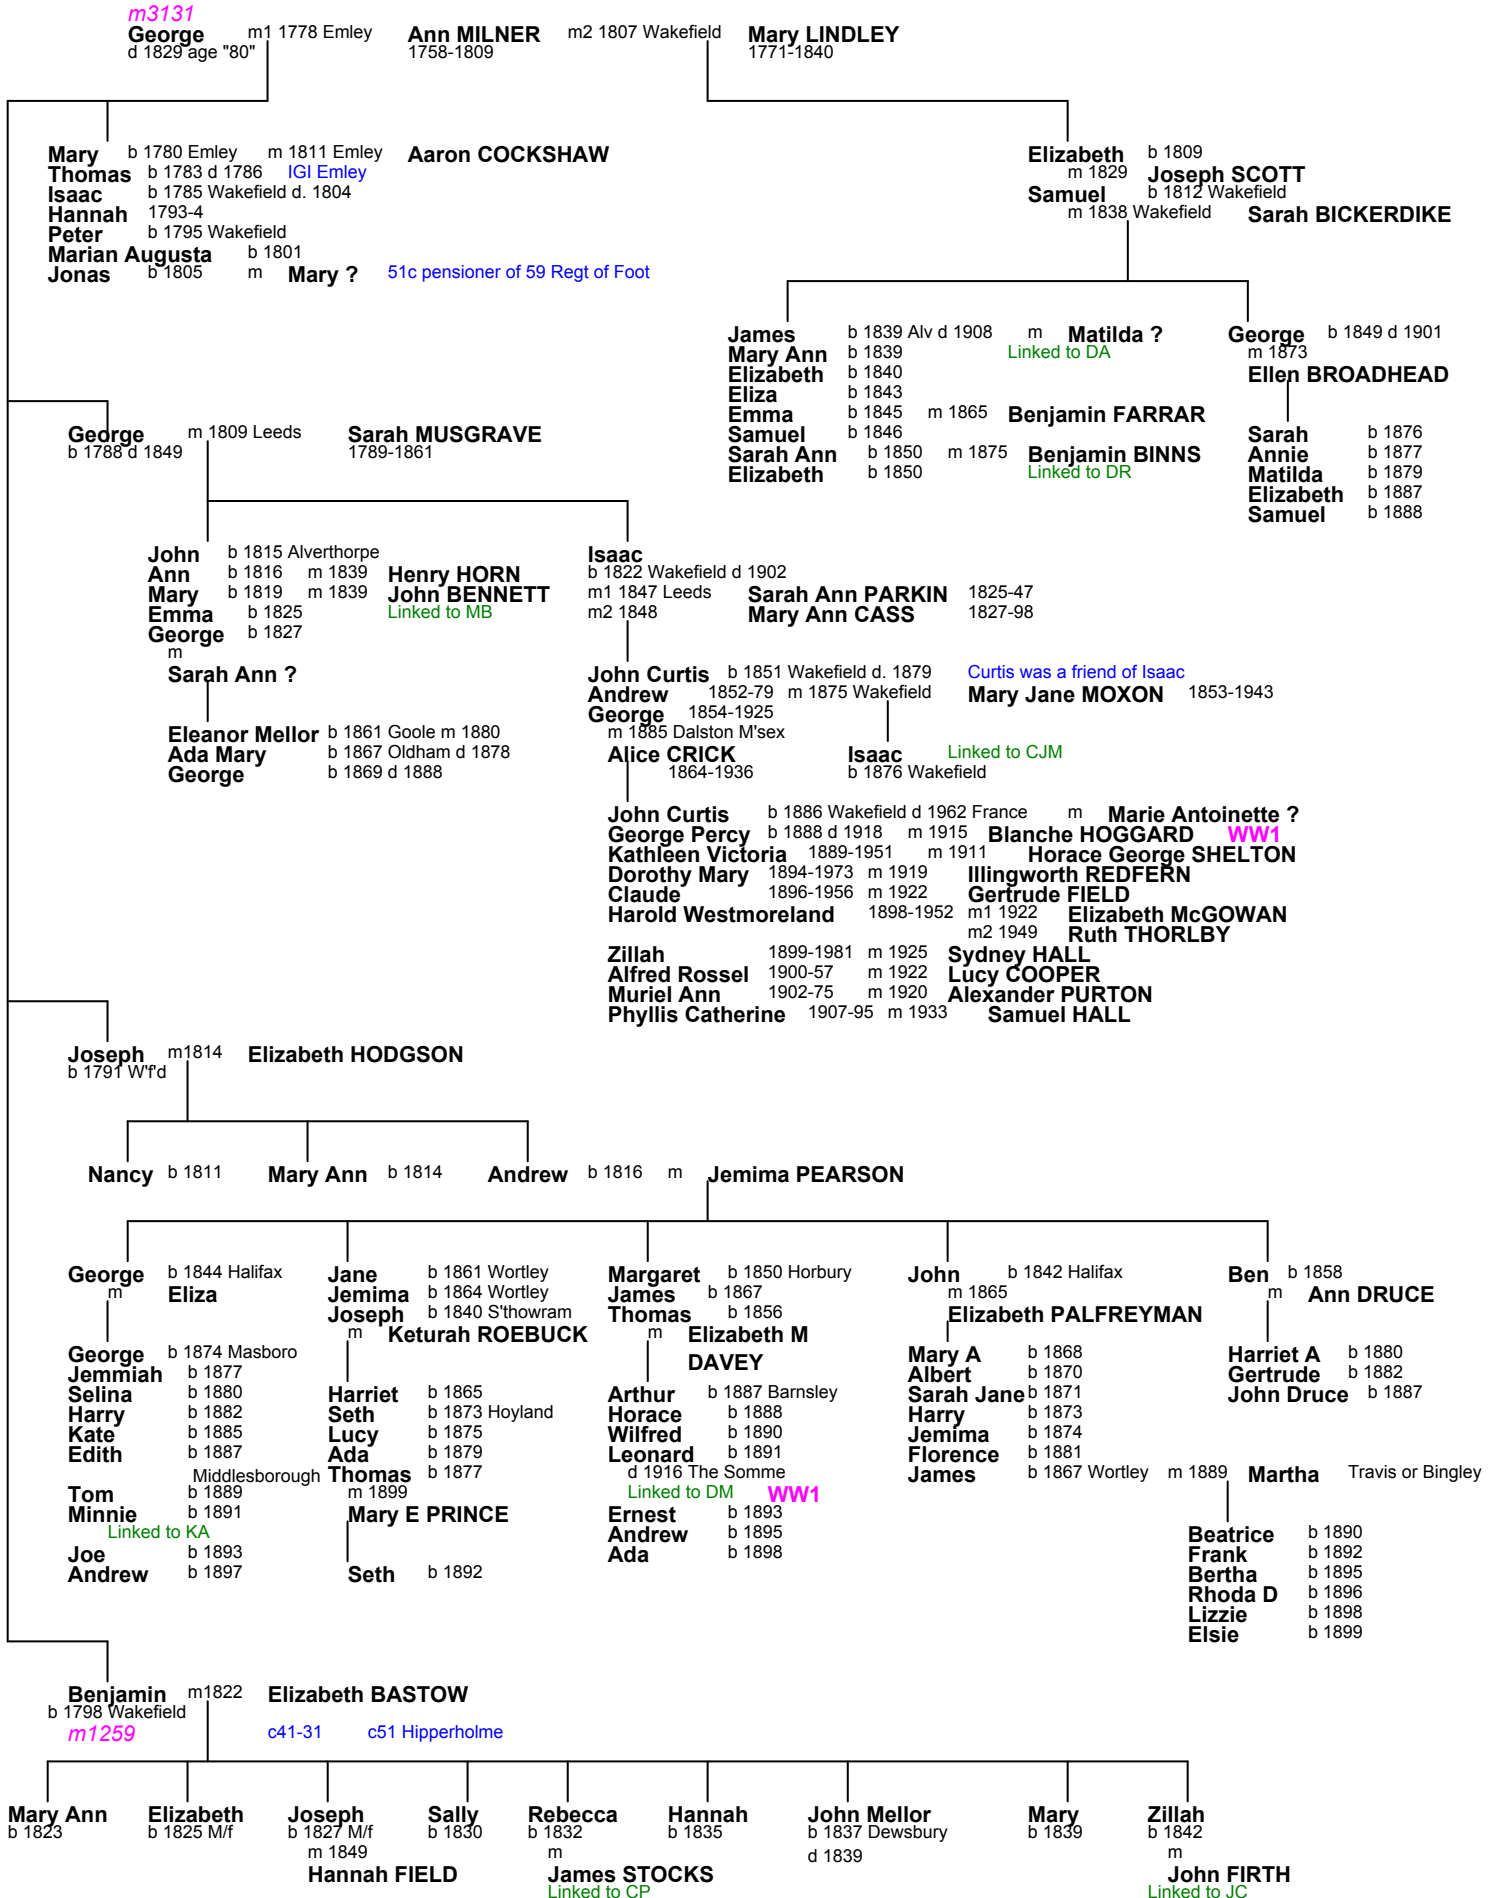 m3131
George m1 1778 Emley Ann MILNER m2 1807 Wakefield Mary LINDLEY
d 1829 age "80" 1758-1809 1771-1840
Mary b 1780 Emley m 1811 Emley Aaron COCKSHAW
Thomas b 1783 d 1786 IGI Emley
Isaac b 1785 Wakefield d. 1804
Hannah 1793-4
Peter b 1795 Wakefield
Marian Augusta b 1801
Jonas b 1805 m Mary ? 51c pensioner of 59 Regt of Foot
Elizabeth b 1809
m 1829 Joseph SCOTT
Samuel b 1812 Wakefield
m 1838 Wakefield Sarah BICKERDIKE
James b 1839 Alv d 1908 m Matilda ?
Mary Ann b 1839 Linked to DA
Elizabeth b 1840
Eliza b 1843
Emma b 1845 m 1865 Benjamin FARRAR
Samuel b 1846
Sarah Ann b 1850 m 1875 Benjamin BINNS
Elizabeth b 1850 Linked to DR
George b 1849 d 1901
m 1873
Ellen BROADHEAD
Sarah b 1876
Annie b 1877
Matilda b 1879
Elizabeth b 1887
Samuel b 1888
George m 1809 Leeds Sarah MUSGRAVE
b 1788 d 1849 1789-1861
John b 1815 Alverthorpe
Ann b 1816 m 1839 Henry HORN
Mary b 1819 m 1839 John BENNETT
Emma b 1825 Linked to MB
George b 1827
m
Sarah Ann ?
Eleanor Mellor b 1861 Goole m 1880
Ada Mary b 1867 Oldham d 1878
George b 1869 d 1888
Isaac
b 1822 Wakefield d 1902
m1 1847 Leeds Sarah Ann PARKIN 1825-47
m2 1848 Mary Ann CASS 1827-98
John Curtis b 1851 Wakefield d. 1879 Curtis was a friend of Isaac
Andrew 1852-79 m 1875 Wakefield Mary Jane MOXON 1853-1943
George 1854-1925
m 1885 Dalston M'sex
Alice CRICK
1864-1936
Isaac Linked to CJM
b 1876 Wakefield
John Curtis b 1886 Wakefield d 1962 France m Marie Antoinette ?
George Percy b 1888 d 1918 m 1915 Blanche HOGGARD WW1
Kathleen Victoria 1889-1951 m 1911 Horace George SHELTON
Dorothy Mary 1894-1973 m 1919 Illingworth REDFERN
Claude 1896-1956 m 1922 Gertrude FIELD
Harold Westmoreland 1898-1952 m1 1922 Elizabeth McGOWAN
m2 1949 Ruth THORLBY
Zillah 1899-1981 m 1925 Sydney HALL
Alfred Rossel 1900-57 m 1922 Lucy COOPER
Muriel Ann 1902-75 m 1920 Alexander PURTON
Phyllis Catherine 1907-95 m 1933 Samuel HALL
Joseph m1814 Elizabeth HODGSON
b 1791 W'f'd
Nancy b 1811 Mary Ann b 1814 Andrew b 1816 m Jemima PEARSON
George b 1844 Halifax
m Eliza
George b 1874 Masboro
Jemmiah b 1877
Selina b 1880
Harry b 1882
Kate b 1885
Edith b 1887
Middlesborough
Tom b 1889
Minnie b 1891
Linked to KA
Joe b 1893
Andrew b 1897
Jane b 1861 Wortley
Jemima b 1864 Wortley
Joseph b 1840 S'thowram
m Keturah ROEBUCK
Harriet b 1865
Seth b 1873 Hoyland
Lucy b 1875
Ada b 1879
Thomas b 1877
m 1899
Mary E PRINCE
Seth b 1892
Margaret b 1850 Horbury
James b 1867
Thomas b 1856
m Elizabeth M
DAVEY
Arthur b 1887 Barnsley
Horace b 1888
Wilfred b 1890
Leonard b 1891
d 1916 The Somme
Linked to DM WW1
Ernest b 1893
Andrew b 1895
Ada b 1898
John b 1842 Halifax
m 1865
Elizabeth PALFREYMAN
Mary A b 1868
Albert b 1870
Sarah Jane b 1871
Harry b 1873
Jemima b 1874
Florence b 1881
James b 1867 Wortley m 1889 Martha Travis or Bingley
Ben b 1858
m Ann DRUCE
Harriet A b 1880
Gertrude b 1882
John Druce b 1887
Beatrice b 1890
Frank b 1892
Bertha b 1895
Rhoda D b 1896
Lizzie b 1898
Elsie b 1899
Benjamin m1822 Elizabeth BASTOW
b 1798 Wakefield
m1259 c41-31 c51 Hipperholme
Mary Ann Elizabeth Joseph Sally Rebecca Hannah John Mellor Mary Zillah
b 1823 b 1825 M/f b 1827 M/f b 1830 b 1832 b 1835 b 1837 Dewsbury b 1839 b 1842
m 1849 m d 1839 m
Hannah FIELD James STOCKS John FIRTH
Linked to CP Linked to JC